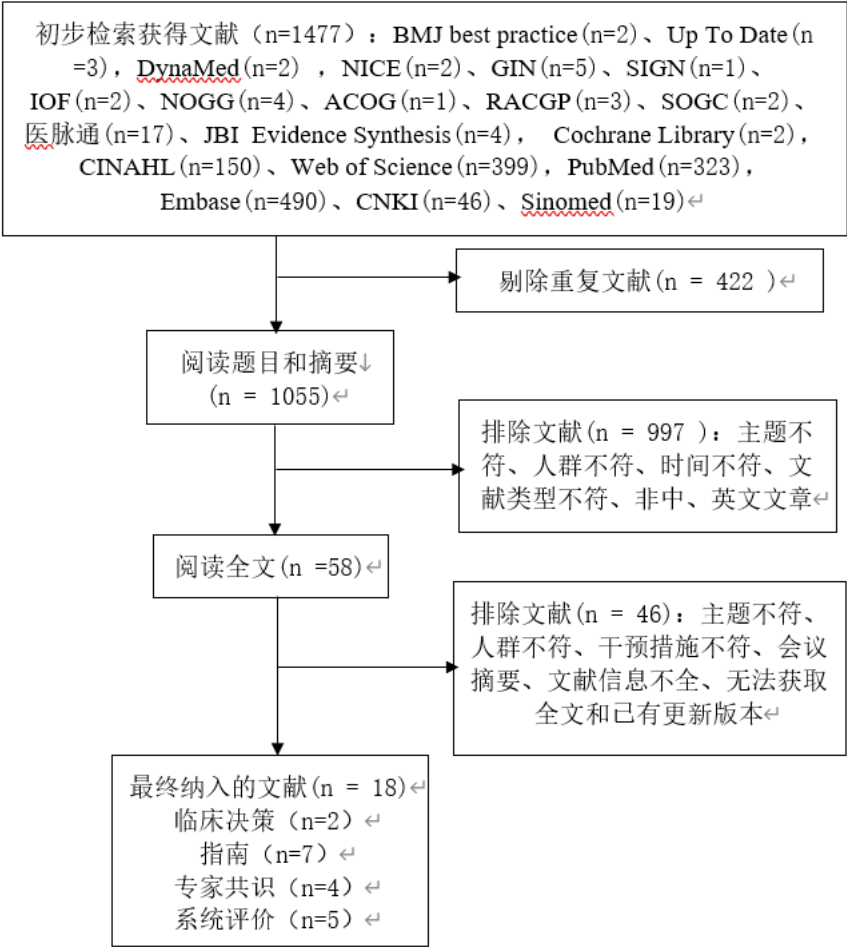 初步检索获得文献（n=1477）：BMJ best practice(n=2)、Up To Date(n
=3)，DynaMed(n=2) ，NICE(n=2)、GIN(n=5)、SIGN(n=1)、
IOF(n=2)、NOGG(n=4)、ACOG(n=1)、RACGP(n=3)、SOGC(n=2)、
医脉通(n=17)、JBI Evidence Synthesis(n=4)， Cochrane Library(n=2)，
CINAHL(n=150)、Web of Science(n=399)，PubMed(n=323)，
Embase(n=490)、CNKI(n=46)、Sinomed(n=19)↵
剔除重复文献(n = 422 )↵
阅读题目和摘要↓
(n = 1055)↵
排除文献(n = 997 )：主题不
符、人群不符、时间不符、文
献类型不符、非中、英文文章↵
阅读全文(n =58)↵
排除文献(n = 46)：主题不符、
人群不符、干预措施不符、会议
摘要、文献信息不全、无法获取
全文和已有更新版本↵
最终纳入的文献(n = 18)↵
临床决策（n=2）↵
指南（n=7）↵
专家共识（n=4）↵
系统评价（n=5）↵